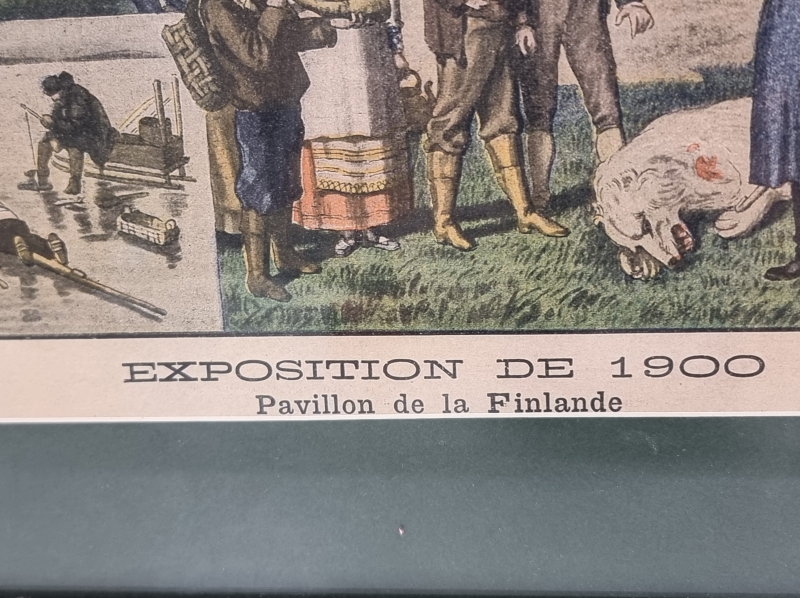 EXPOSITION DE 1900
Pavillon de la Finlande